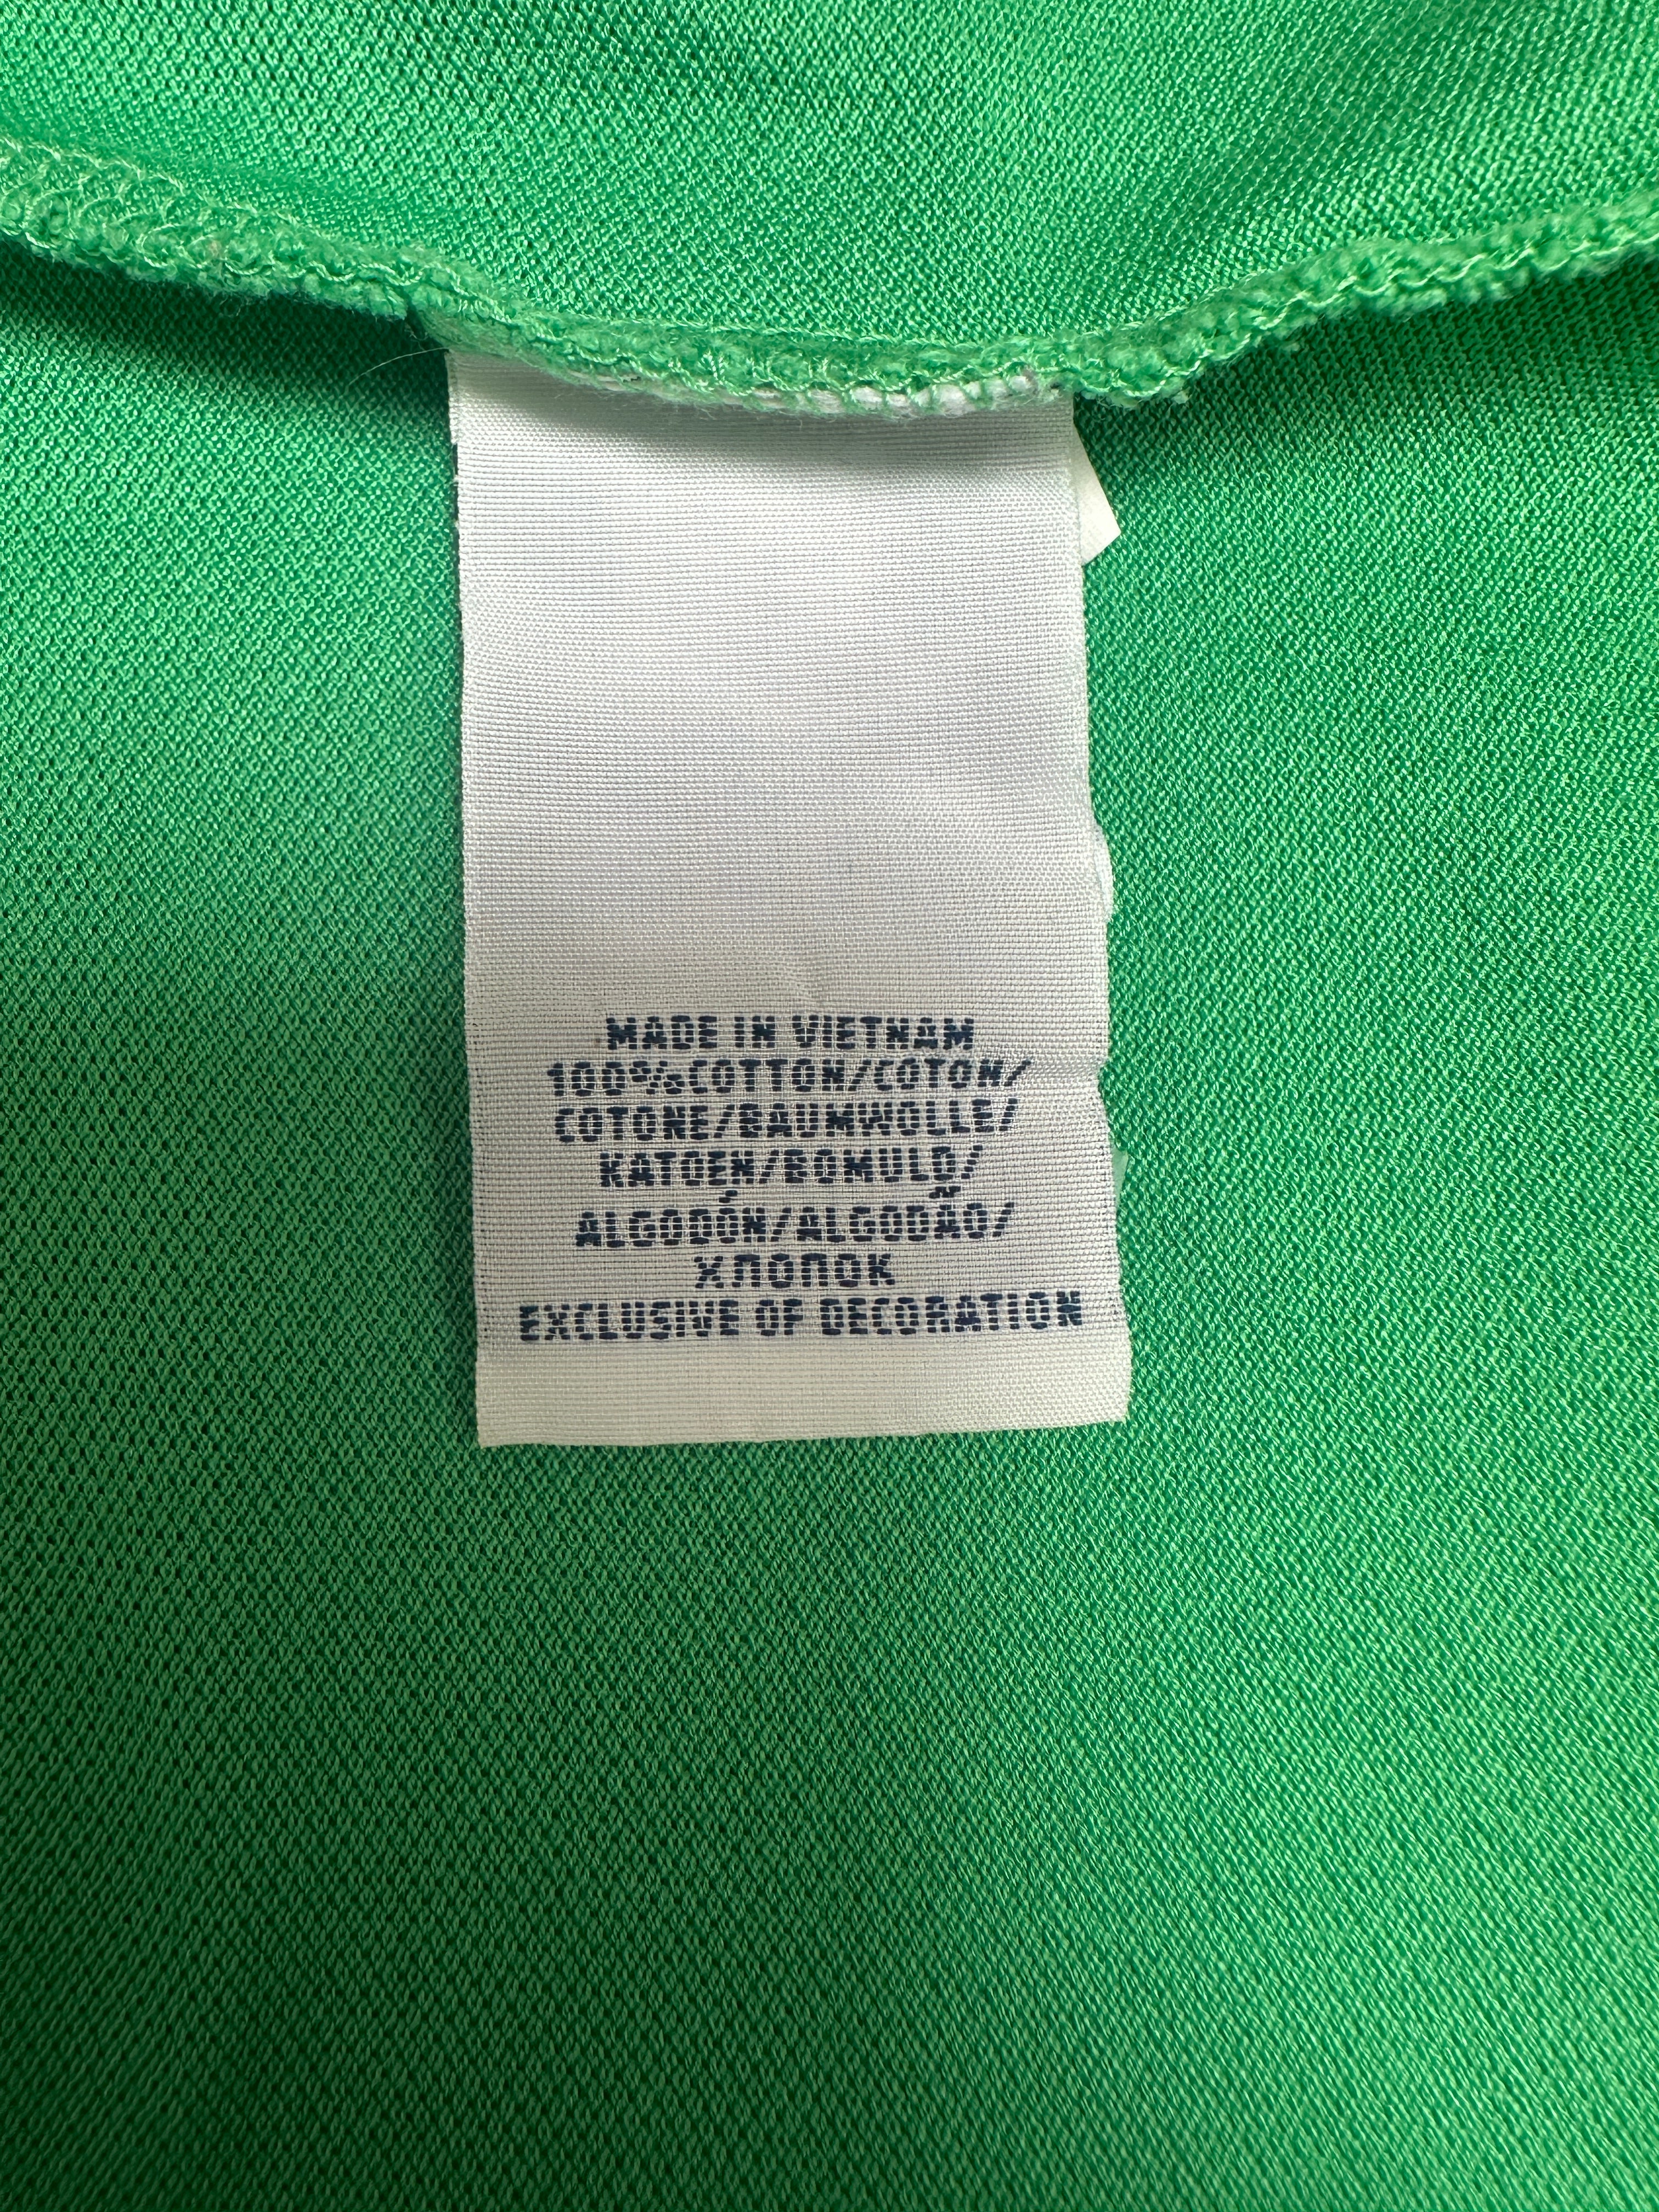 MADE IN VIETNAM
100%COTTON/COTON/
COTONE/BAUMWOLLE/
KATOEN/BOMULD/
ALGODÓN/ALGODÃO/
ХЛОПОК
EXCLUSIVE OF DECORATION